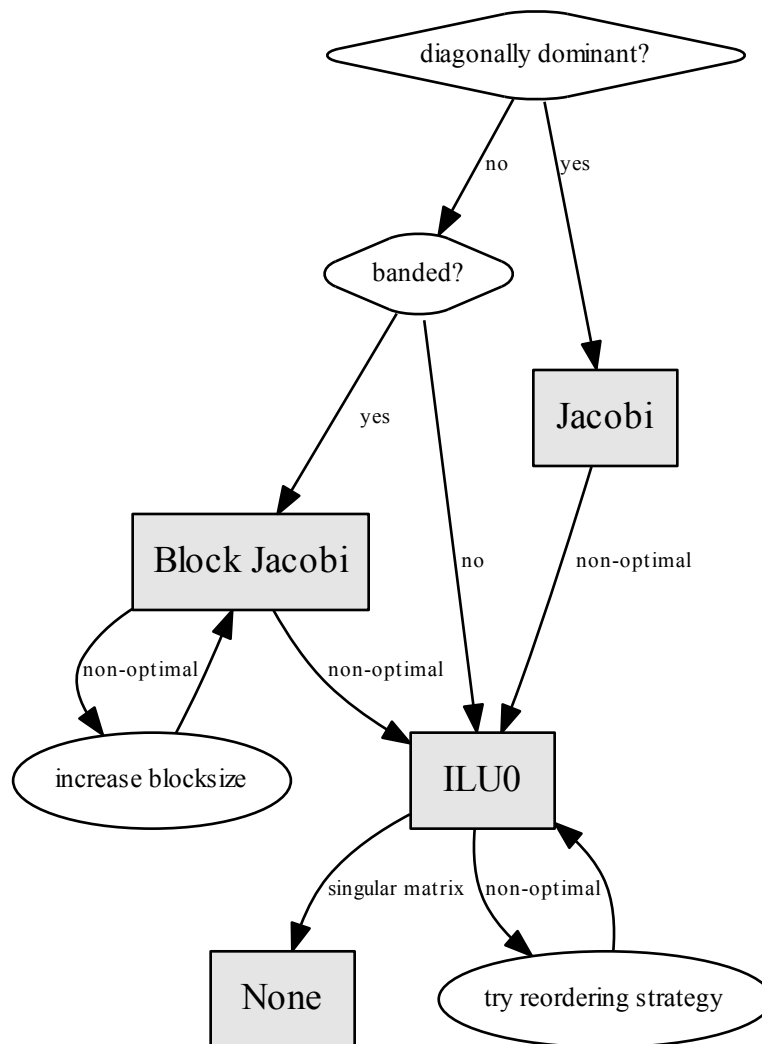 diagonally dominant?
no
yes
banded?
yes
Jacobi
Block Jacobi
no
non-optimal
non-optimal
non-optimal
increase blocksize
ILU0
singular matrix
non-optimal
None
try reordering strategy